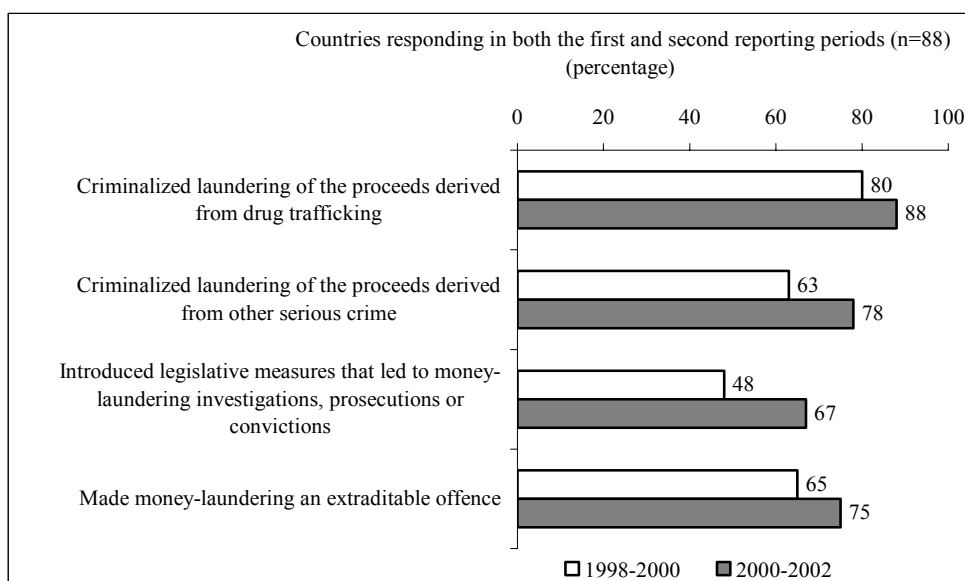 Countries responding in both the first and second reporting periods (n=88)
(percentage)
0 20 40 60 80 100
Criminalized laundering of the proceeds derived
from drug trafficking
80
88
Criminalized laundering of the proceeds derived
from other serious crime
63
78
Introduced legislative measures that led to money-
laundering investigations, prosecutions or
convictions
48
67
Made money-laundering an extraditable offence
65
75
1998-2000 2000-2002